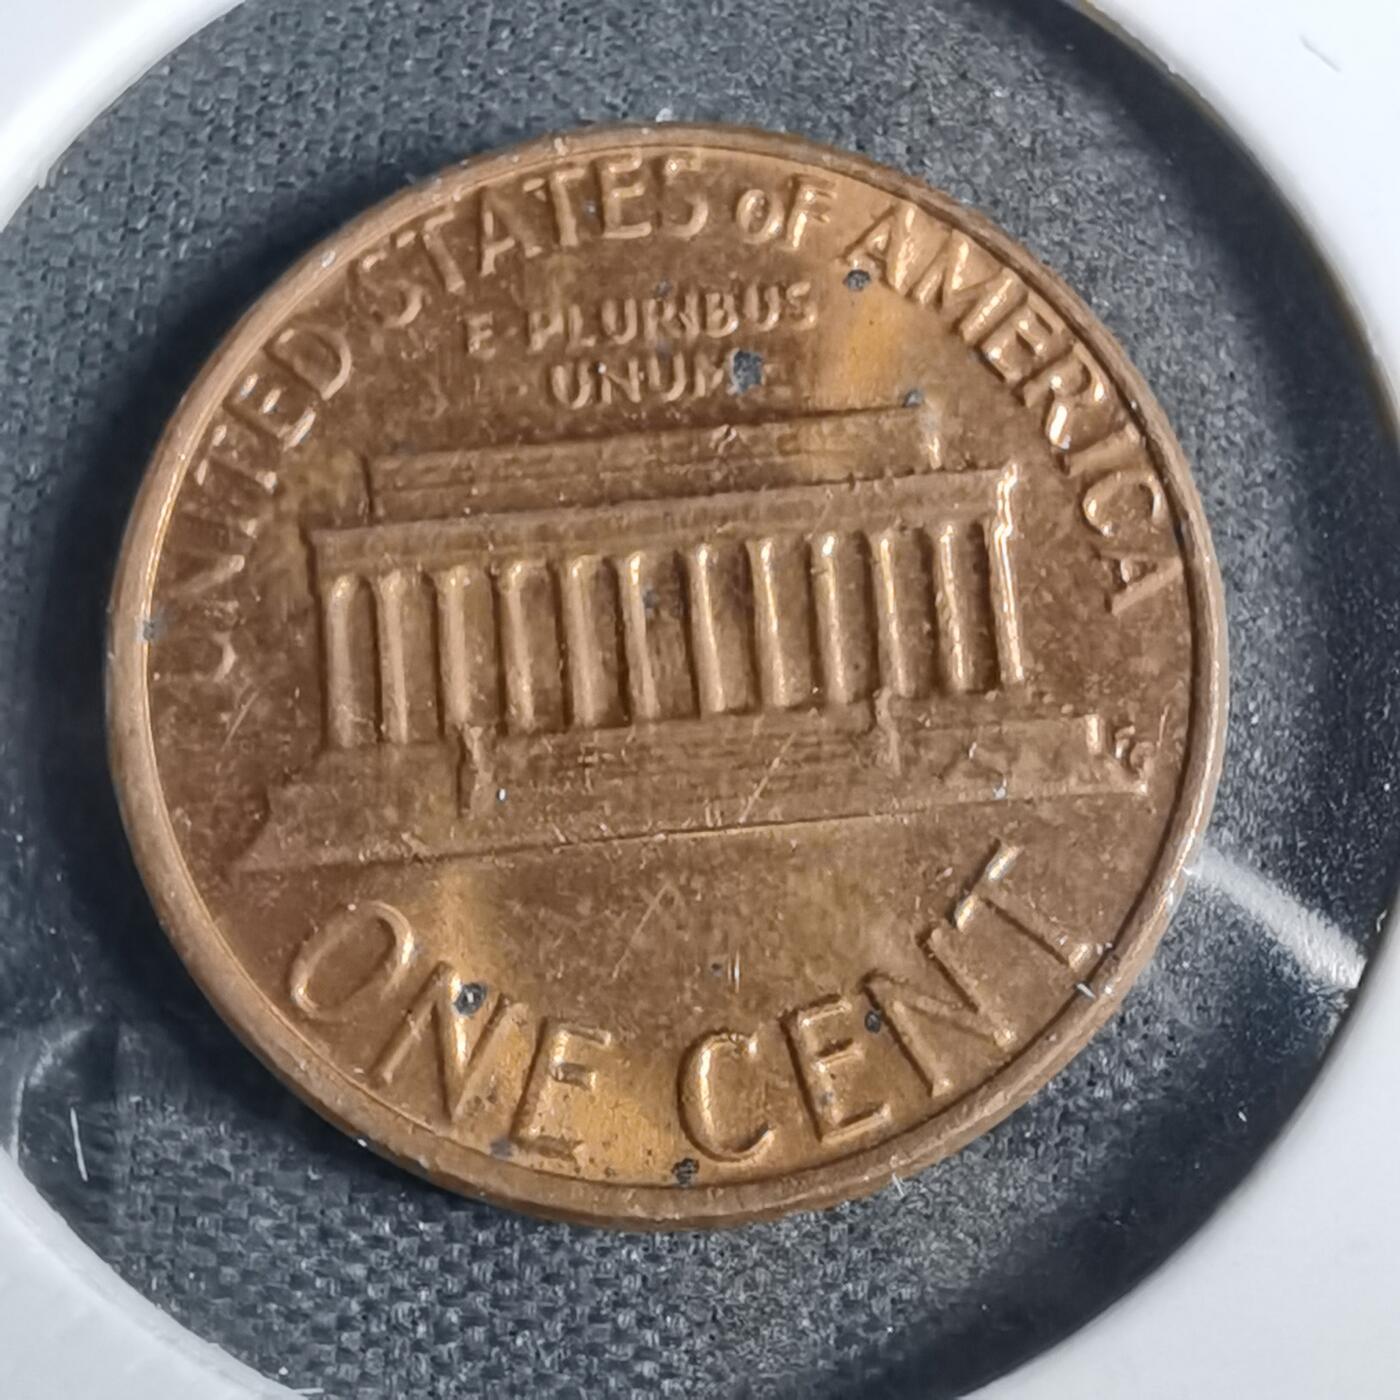 UNITED STATES OF AMERICA
E PLURIBUS
UNUM
ONE CENT